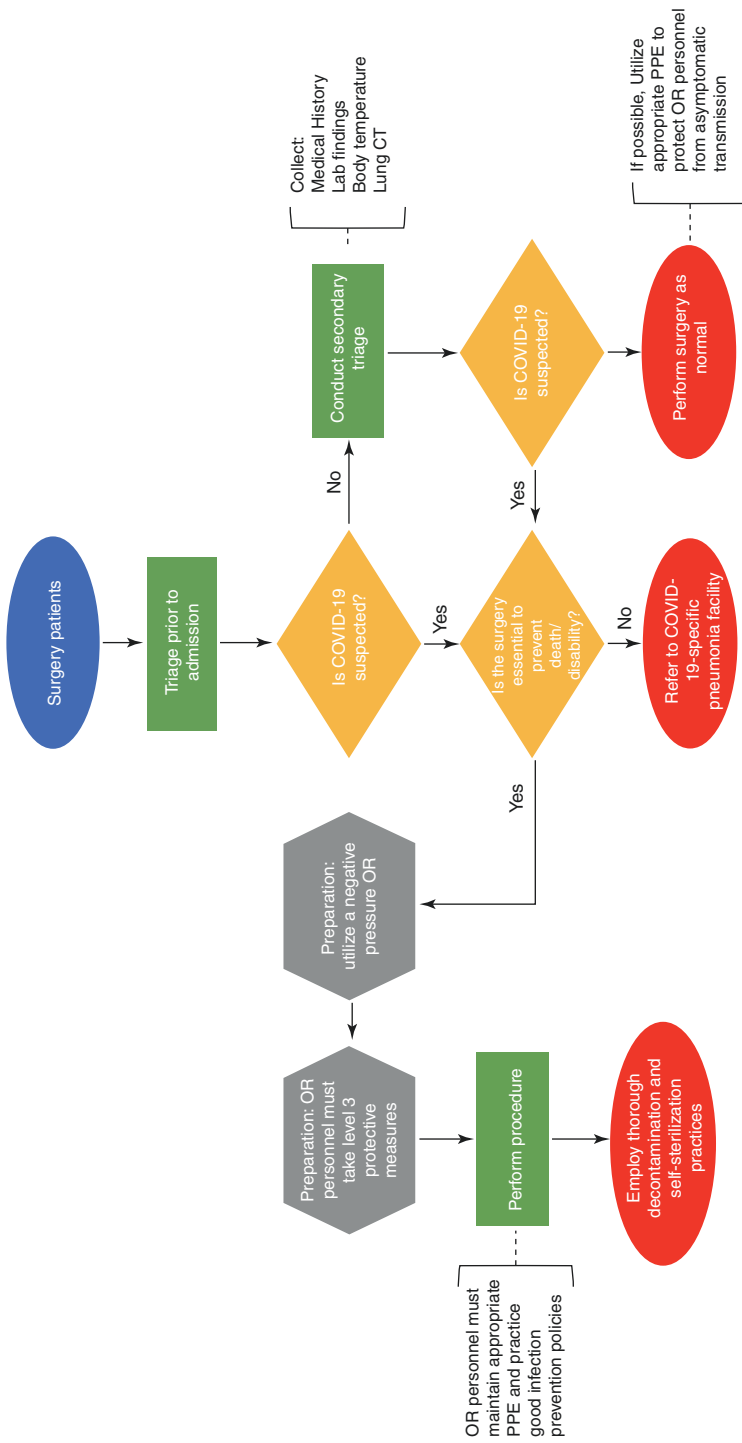 Surgery patients
Triage prior to
admission
Is COVID-19
suspected?
No
Conduct secondary
triage
Collect:
Medical History
Lab findings
Body temperature
Lung CT
Is COVID-19
suspected?
Yes
Yes
Is the surgery
essential to
prevent
death/
disability?
No
Refer to COVID-
19-specific
pneumonia facility
Perform surgery as
normal
If possible, Utilize
appropriate PPE to
protect OR personnel
from asymptomatic
transmission
Yes
Preparation:
utilize a negative
pressure OR
Preparation: OR
personnel must
take level 3
protective
measures
Perform procedure
OR personnel must
maintain appropriate
PPE and practice
good infection
prevention policies
Employ thorough
decontamination and
self-sterilization
practices